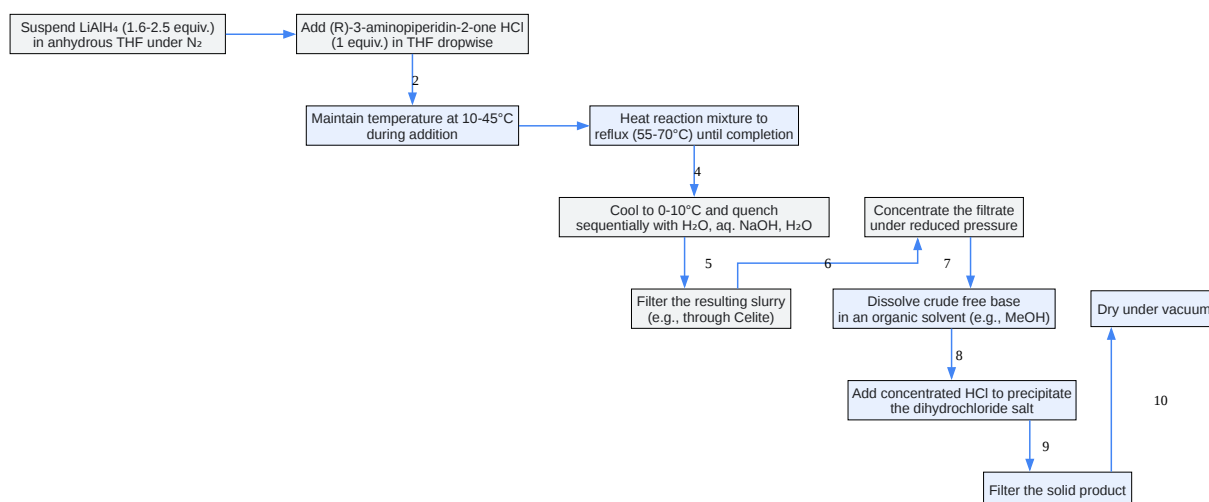 Suspend LiAlH₄ (1.6-2.5 equiv.)
in anhydrous THF under N₂
Add (R)-3-aminopiperidin-2-one HCl
(1 equiv.) in THF dropwise
2
Maintain temperature at 10-45°C
during addition
Heat reaction mixture to
reflux (55-70°C) until completion
4
Cool to 0-10°C and quench
sequentially with H₂O, aq. NaOH, H₂O
5
Filter the resulting slurry
(e.g., through Celite)
6
Concentrate the filtrate
under reduced pressure
7
Dissolve crude free base
in an organic solvent (e.g., MeOH)
8
Add concentrated HCl to precipitate
the dihydrochloride salt
9
Filter the solid product
10
Dry under vacuum